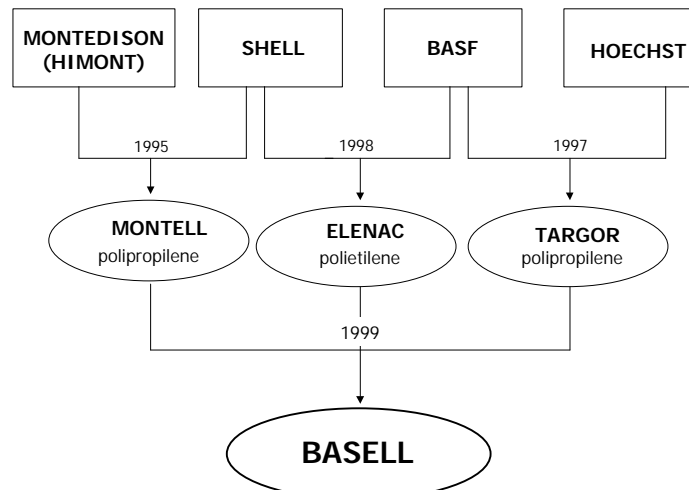 MONTEDISON
(HIMONT)
SHELL
BASF
HOECHST
1995
1998
1997
MONTELL
polipropilene
ELENAC
polietilene
TARGOR
polipropilene
1999
BASELL